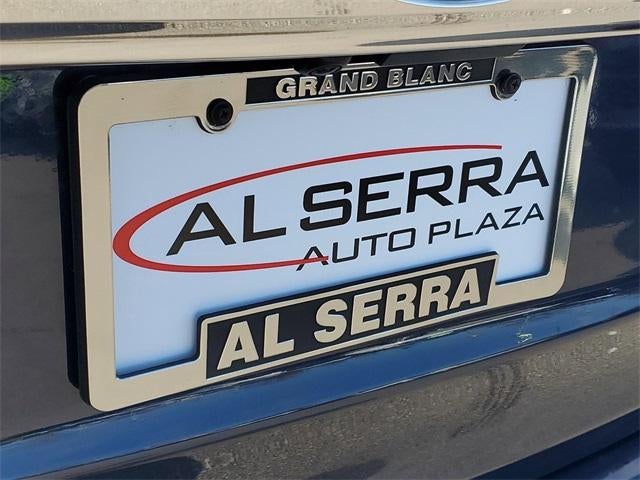 GRAND BLANC
AL SERRA
AUTO PLAZA
AL SERRA